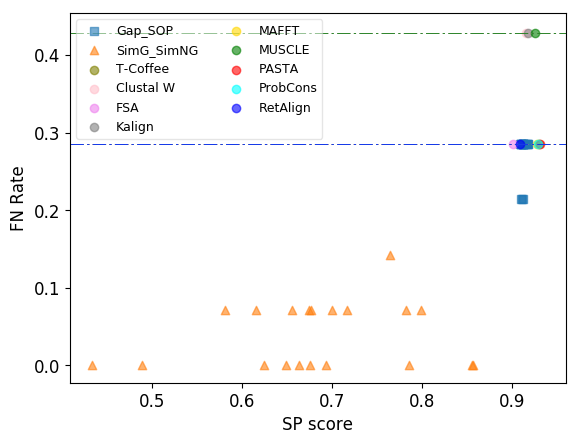 Gap_SOP
SimG_SimNG
T-Coffee
Clustal W
FSA
Kalign
MAFFT
MUSCLE
PASTA
ProbCons
RetAlign
FN Rate
0.4
0.3
0.2
0.1
0.0
0.5 0.6 0.7 0.8 0.9
SP score